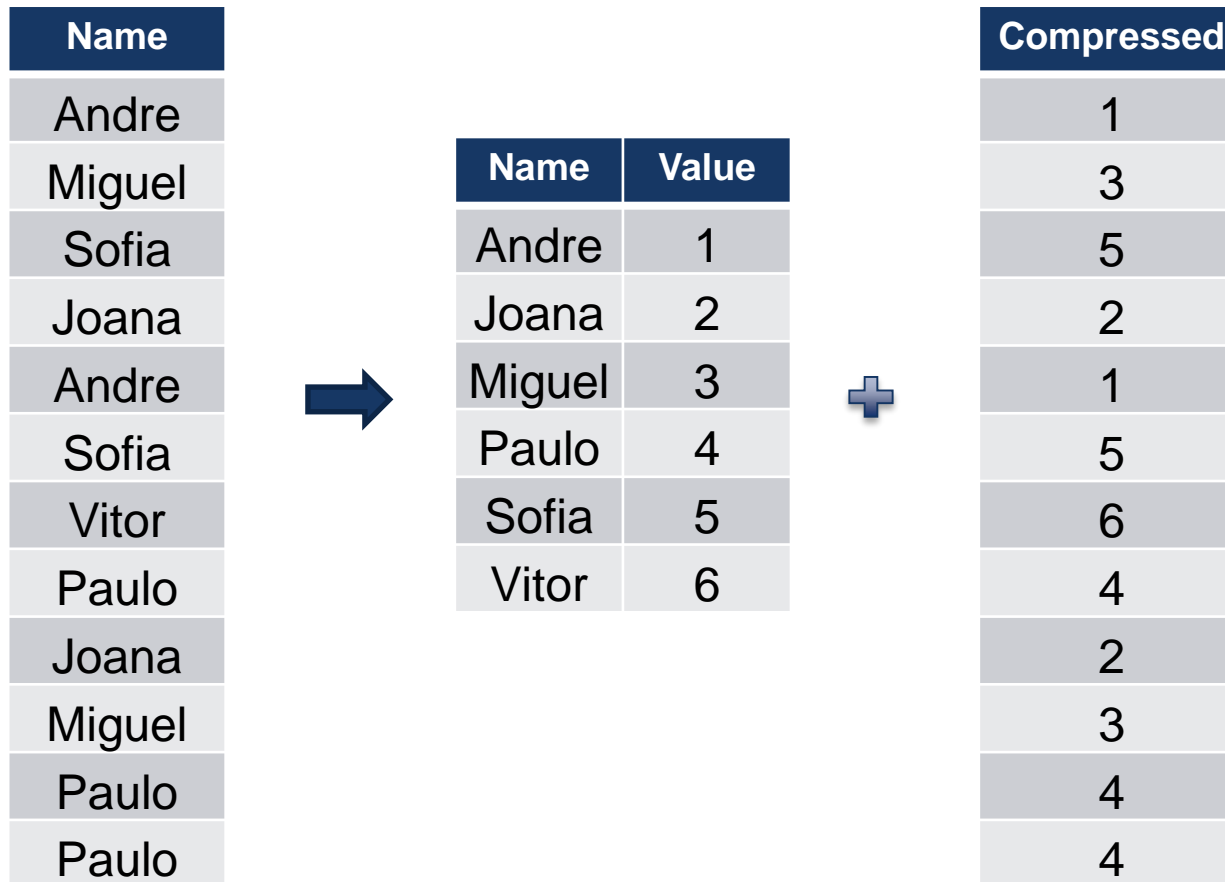 Name
Andre
Miguel
Sofia
Joana
Andre
Sofia
Vitor
Paulo
Joana
Miguel
Paulo
Paulo
Name Value
Andre 1
Joana 2
Miguel 3
Paulo 4
Sofia 5
Vitor 6
Compressed
1
3
5
2
1
5
6
4
2
3
4
4